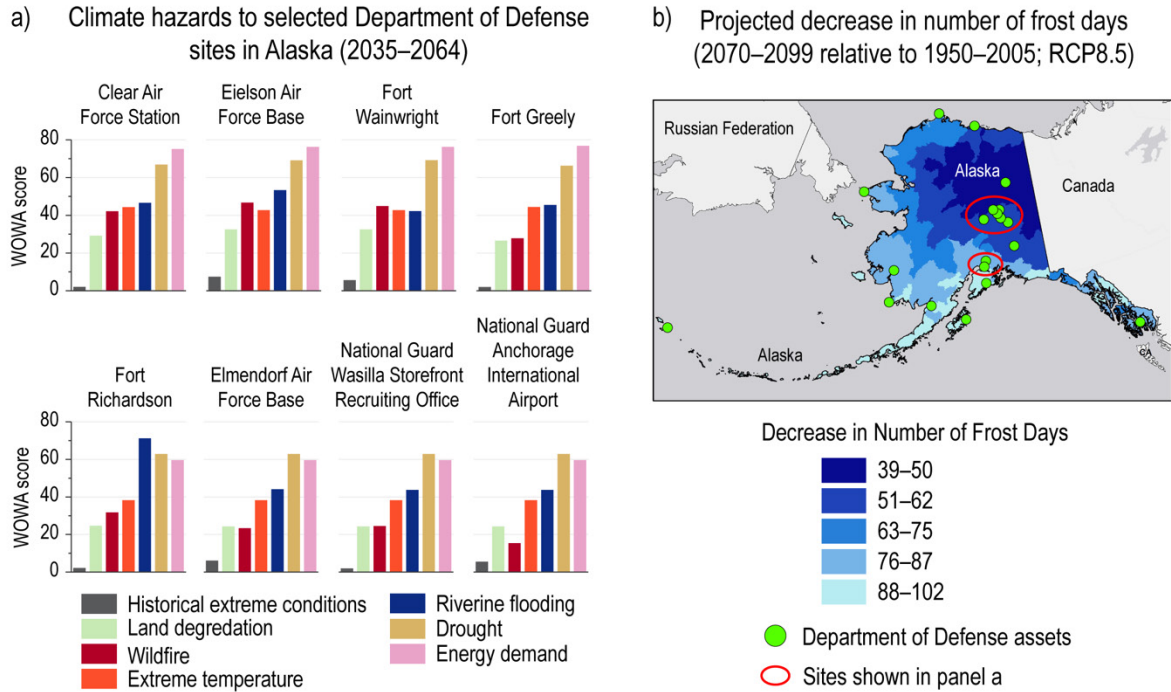 a) Climate hazards to selected Department of Defense
sites in Alaska (2035–2064)
Clear Air
Force Station
Eielson Air
Force Base
Fort
Wainwright
Fort Greely
WOWA score
80
60
40
20
0
Fort
Richardson
Elmendorf Air
Force Base
National Guard
Wasilla Storefront
Recruiting Office
National Guard
Anchorage
International
Airport
WOWA score
80
60
40
20
0
Historical extreme conditions
Land degredation
Wildfire
Extreme temperature
Riverine flooding
Drought
Energy demand
b) Projected decrease in number of frost days
(2070–2099 relative to 1950–2005; RCP8.5)
Russian Federation
Alaska
Canada
Alaska
Decrease in Number of Frost Days
39–50
51–62
63–75
76–87
88–102
Department of Defense assets
Sites shown in panel a